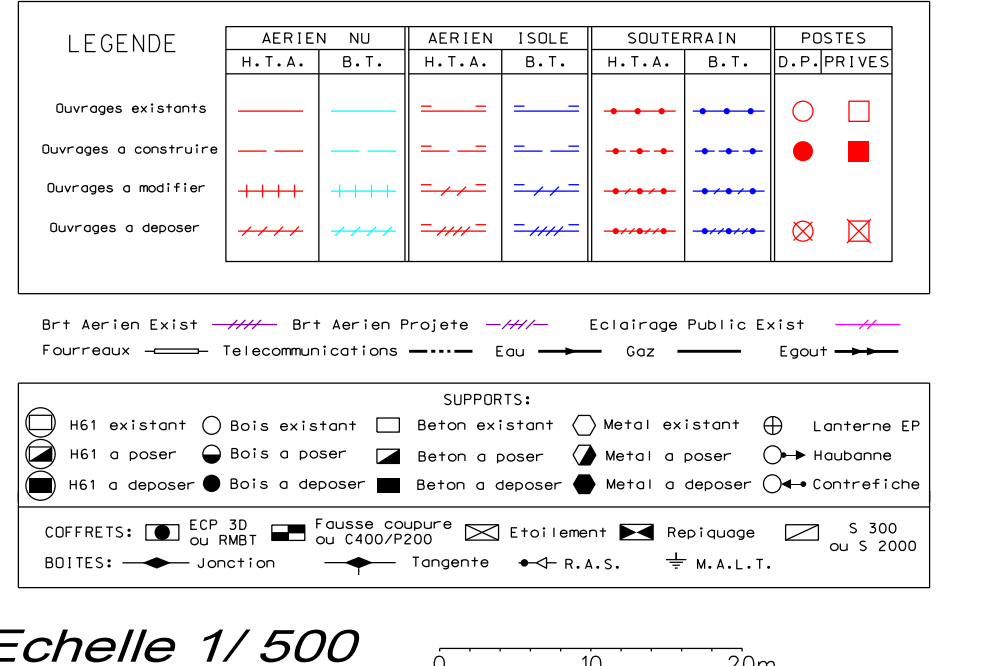 LEGENDE
AERIEN NU AERIEN ISOLE SOUTERRAIN POSTES
H.T.A. B.T. H.T.A. B.T. H.T.A. B.T. D.P. PRIVES
Ouvrages existants
Ouvrages a construire
Ouvrages a modifier
Ouvrages a deposer
Brt Aerien Exist Brt Aerien Projete Eclairage Public Exist
Fourreaux Telecommunications Eau Gaz Egout
SUPPORTS:
H61 existant Bois existant Beton existant Metal existant Lanterne EP
H61 a poser Bois a poser Beton a poser Metal a poser Haubanne
H61 a deposer Bois a deposer Beton a deposer Metal a deposer Contrefiche
COFFRETS: ECP 3D ou RMBT Fausse coupure ou C400/P200 Etoilement Repiquage S 300 ou S 2000
BOITES: Jonction Tangente R.A.S. M.A.L.T.
Echelle 1/500
0 10 20m